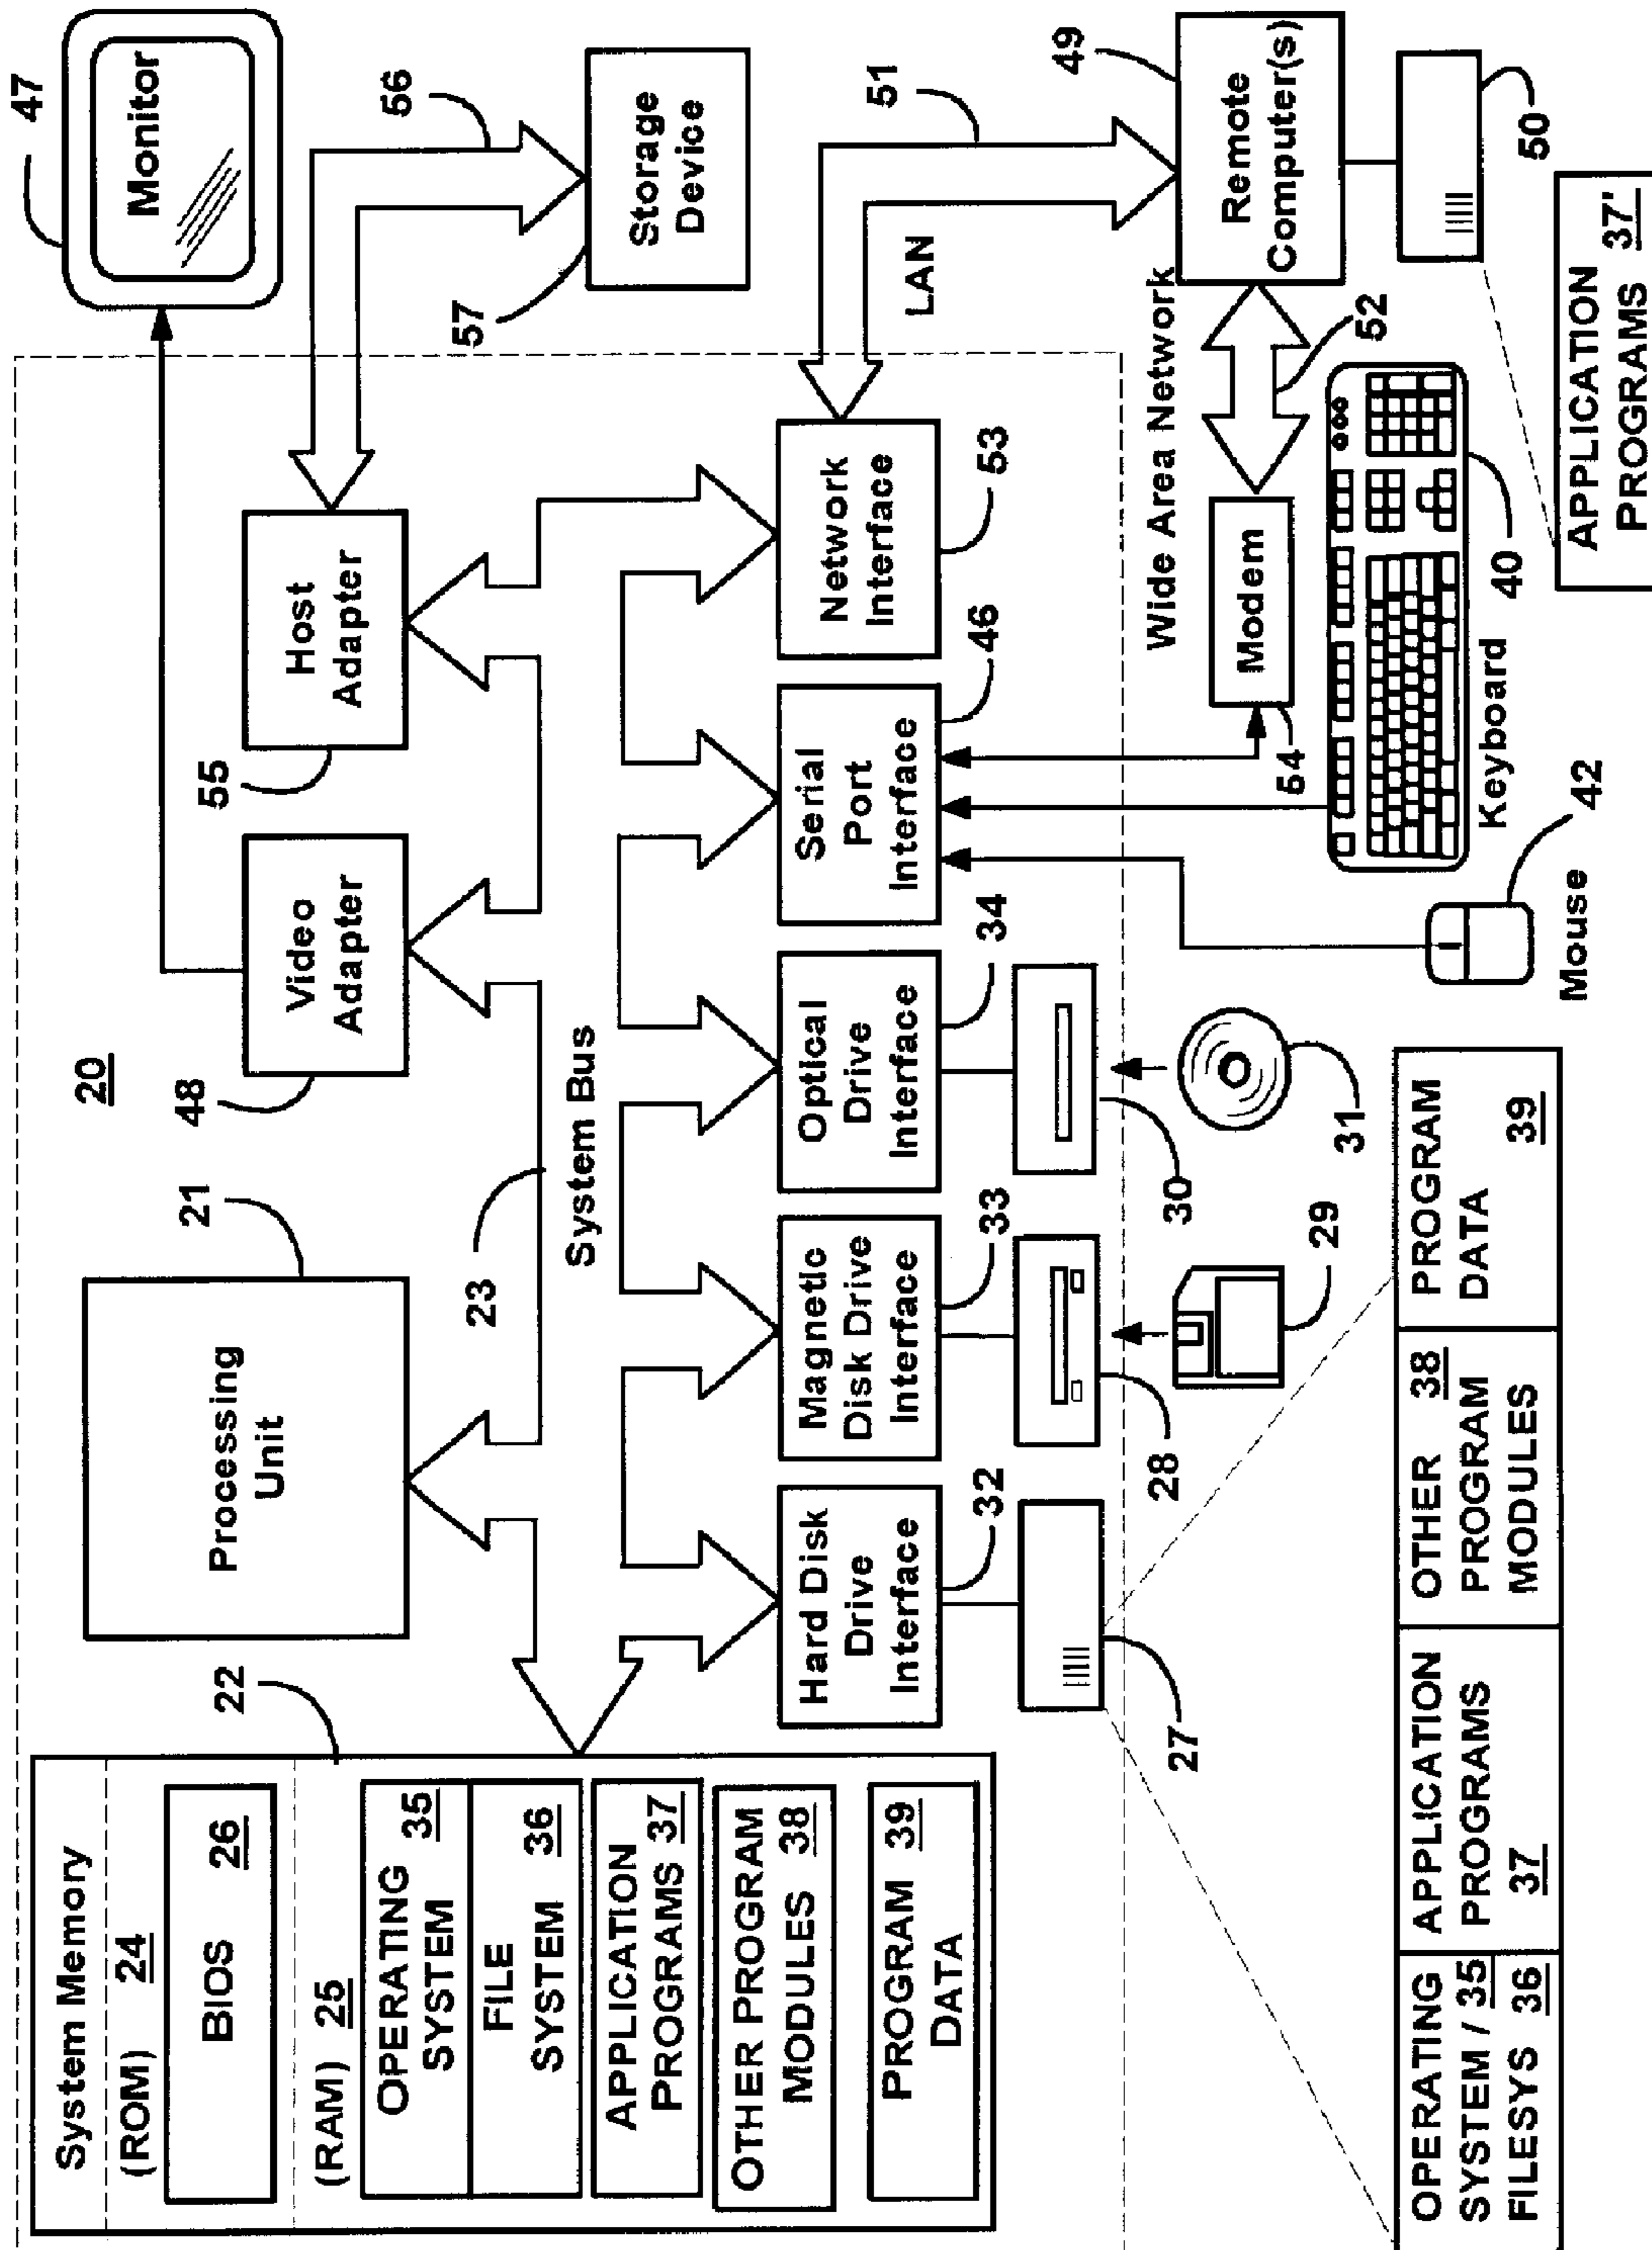 System Memory
(ROM) 24
BIOS 26
(RAM) 25
OPERATING
SYSTEM 35
FILE
SYSTEM 36
APPLICATION
PROGRAMS 37
OTHER PROGRAM
MODULES 38
PROGRAM 39
DATA
22
Processing
Unit
21
20
48
Video
Adapter
55
Host
Adapter
47
Monitor
56
57
Storage
Device
23
System Bus
Hard Disk
Drive
Interface
32
Magnetic
Disk Drive
Interface
33
Optical
Drive
Interface
34
Serial
Port
Interface
46
Network
Interface
53
LAN
51
27
28
29
30
31
Wide Area Network
Modem
54
52
49
Remote
Computer(s)
50
Mouse
42
Keyboard
40
OPERATING
SYSTEM / 35
FILESYS 36
APPLICATION
PROGRAMS
37
OTHER 38
PROGRAM
MODULES
PROGRAM
DATA
39
APPLICATION
PROGRAMS 37'